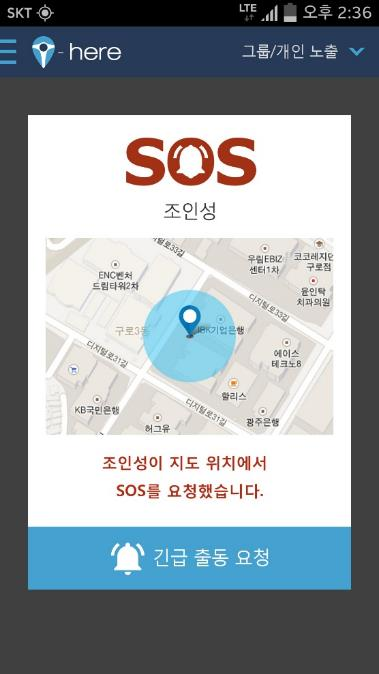 SKT LTE 오후 2:36
- here 그룹/개인 노출
SOS
조인성
디지털로33길
우림EBIZ
센터1차
코코레지던
구로점
ENC벤처
드림타워2차
윤인탁
치과의원
디지털로33길
구로3동
IBK기업은행
디지털로31길
에이스
테크노8
할리스
KB국민은행
디지털로31길
광주은행
허그유
조인성이 지도 위치에서
SOS를 요청했습니다.
긴급 출동 요청